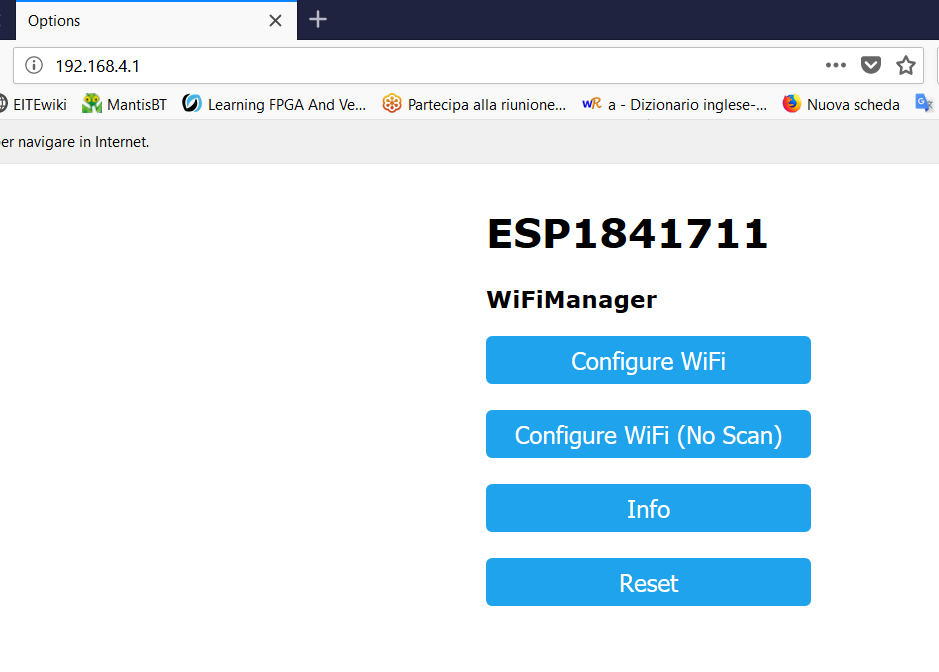 Options
192.168.4.1
EITEwiki MantisBT Learning FPGA And Ve... Partecipa alla riunione... wR a - Dizionario inglese-... Nuova scheda
er navigare in Internet.
ESP1841711
WiFiManager
Configure WiFi
Configure WiFi (No Scan)
Info
Reset